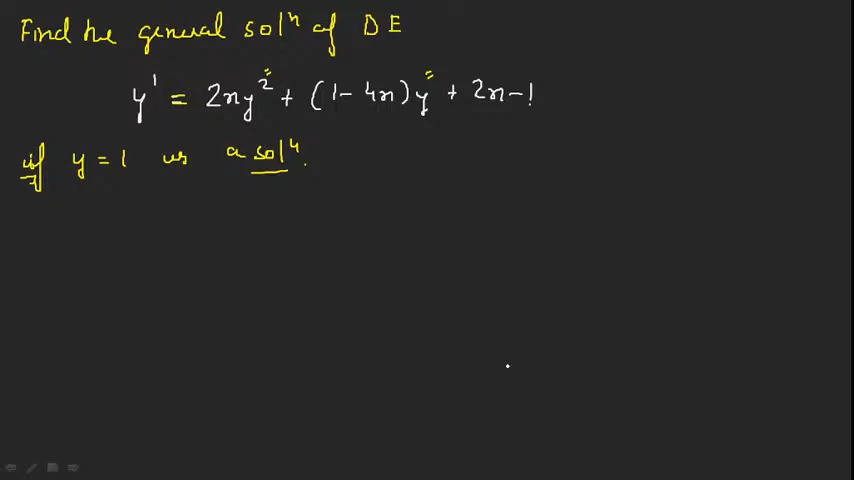 Find the general solⁿ of DE
y' = 2xy² + (1 - 4x)y + 2x - 1
if y = 1 is a solⁿ.